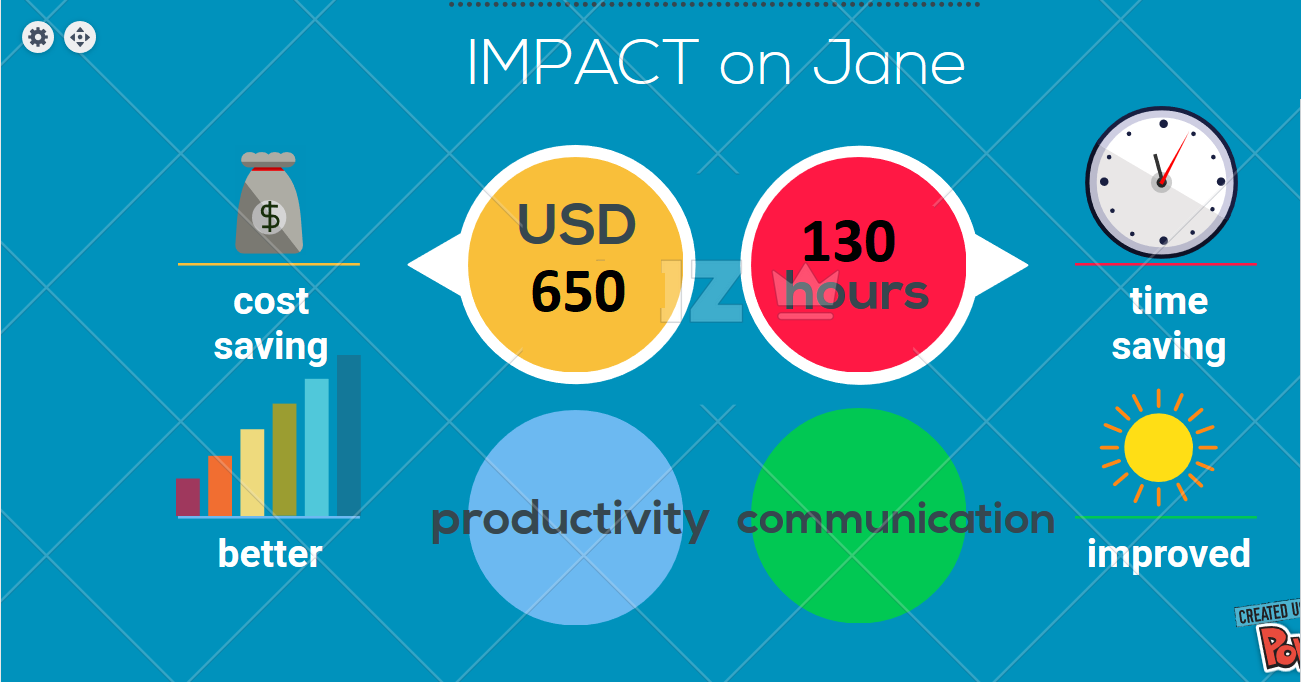 IMPACT on Jane
$
USD
650
130
hours
cost
saving
time
saving
productivity
communication
better
improved
CREATED